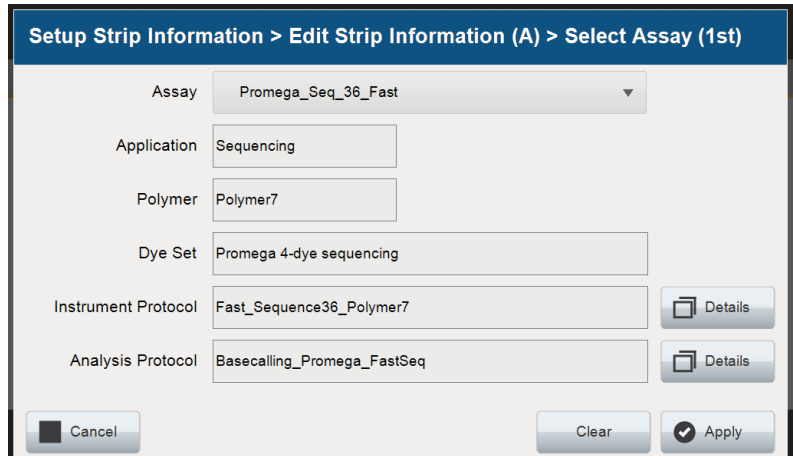 Setup Strip Information > Edit Strip Information (A) > Select Assay (1st)
Assay Promega_Seq_36_Fast
Application Sequencing
Polymer Polymer7
Dye Set Promega 4-dye sequencing
Instrument Protocol Fast_Sequence36_Polymer7 Details
Analysis Protocol Basecalling_Promega_FastSeq Details
Cancel Clear Apply